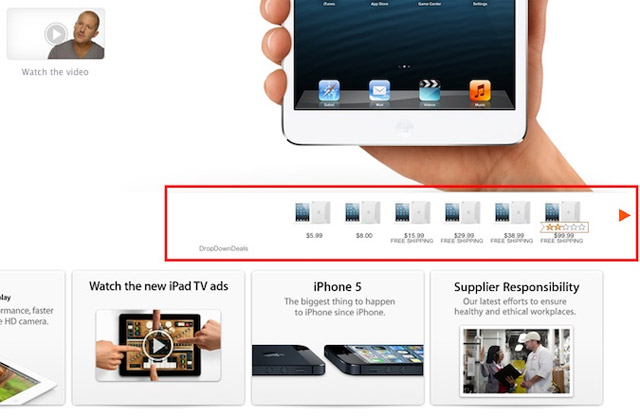 iTunes App Store Game Center Settings
Safari Mail Videos Music
Watch the video
$5.99 $8.00 $15.99 $29.99 $38.99 $99.99
FREE SHIPPING FREE SHIPPING FREE SHIPPING FREE SHIPPING
DropDownDeals
play
rmance, faster
e HD camera.
Watch the new iPad TV ads
iPhone 5
The biggest thing to happen
to iPhone since iPhone.
Supplier Responsibility
Our latest efforts to ensure
healthy and ethical workplaces.